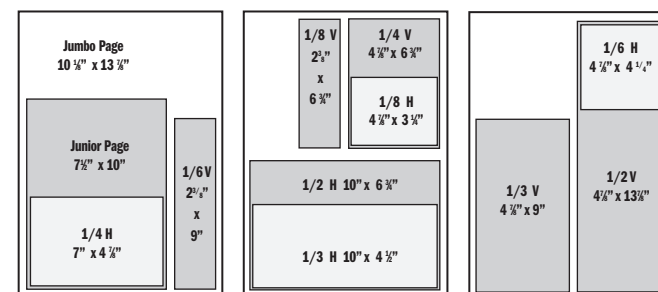 Jumbo Page
10 ⅛” x 13 ⅞”
Junior Page
7½” x 10”
1/4 H
7” x 4 ⅞”
1/6 V
2³/₈”
x
9”
1/8 V
2⅜”
x
6 ¾”
1/4 V
4 ⅞” x 6 ¾”
1/8 H
4 ⅞” x 3 ¼”
1/2 H 10” x 6 ¾”
1/3 H 10” x 4 ½”
1/3 V
4 ⅞” x 9”
1/6 H
4 ⅞” x 4 ¹/₄”
1/2 V
4⅞” x 13⅞”